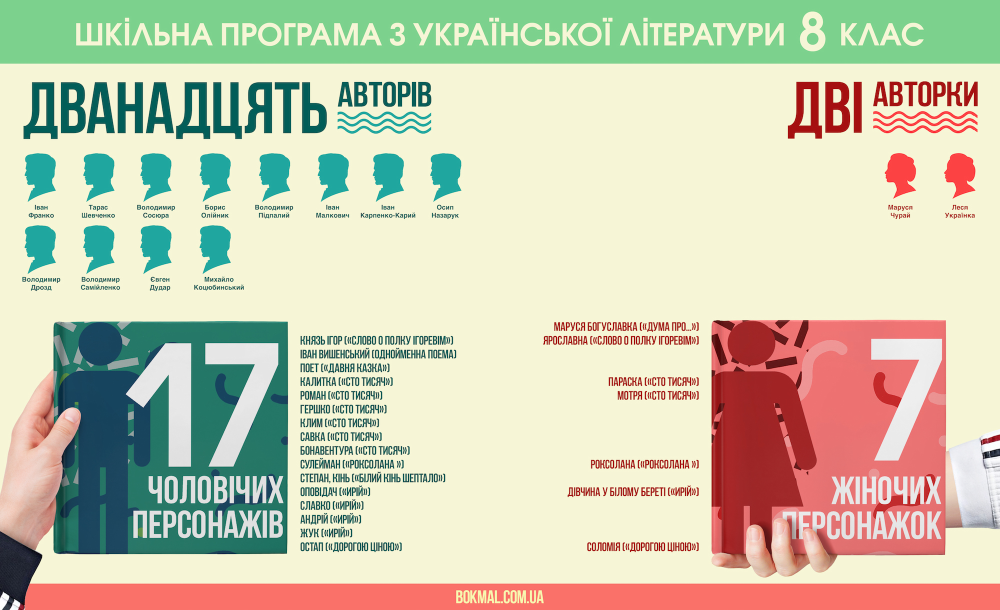 ШКІЛЬНА ПРОГРАМА З УКРАЇНСЬКОЇ ЛІТЕРАТУРИ 8 КЛАС
ДВАНАДЦЯТЬ АВТОРІВ
ДВІ АВТОРКИ
Іван Франко
Тарас Шевченко
Володимир Сосюра
Борис Олійник
Володимир Підпалий
Іван Малкович
Іван Карпенко-Карий
Осип Назарук
Маруся Чурай
Леся Українка
Володимир Дрозд
Володимир Самійленко
Євген Дудар
Михайло Коцюбинський
17
ЧОЛОВІЧИХ
ПЕРСОНАЖІВ
КНЯЗЬ ІГОР («СЛОВО О ПОЛКУ ІГОРЕВІМ»)
ІВАН ВИШЕНСЬКИЙ (ОДНОЙМЕННА ПОЕМА)
ПОЕТ («ДАВНЯ КАЗКА»)
КАЛИТКА («СТО ТИСЯЧ»)
РОМАН («СТО ТИСЯЧ»)
ГЕРШКО («СТО ТИСЯЧ»)
КЛИМ («СТО ТИСЯЧ»)
САВКА («СТО ТИСЯЧ»)
БОНАВЕНТУРА («СТО ТИСЯЧ»)
СУЛЕЙМАН («РОКСОЛАНА »)
СТЕПАН, КІНЬ («БІЛИЙ КІНЬ ШЕПТАЛО»)
ОПОВІДАЧ («ИРІЙ»)
СЛАВКО («ИРІЙ»)
АНДРІЙ («ИРІЙ»)
ЖУК («ИРІЙ»)
ОСТАП («ДОРОГОЮ ЦІНОЮ»)
МАРУСЯ БОГУСЛАВКА («ДУМА ПРО...»)
ЯРОСЛАВНА («СЛОВО О ПОЛКУ ІГОРЕВІМ»)
ПАРАСКА («СТО ТИСЯЧ»)
МОТРЯ («СТО ТИСЯЧ»)
РОКСОЛАНА («РОКСОЛАНА »)
ДІВЧИНА У БІЛОМУ БЕРЕТІ («ИРІЙ»)
СОЛОМІЯ («ДОРОГОЮ ЦІНОЮ»)
7
ЖІНОЧИХ
ПЕРСОНАЖОК
BOKMAL.COM.UA